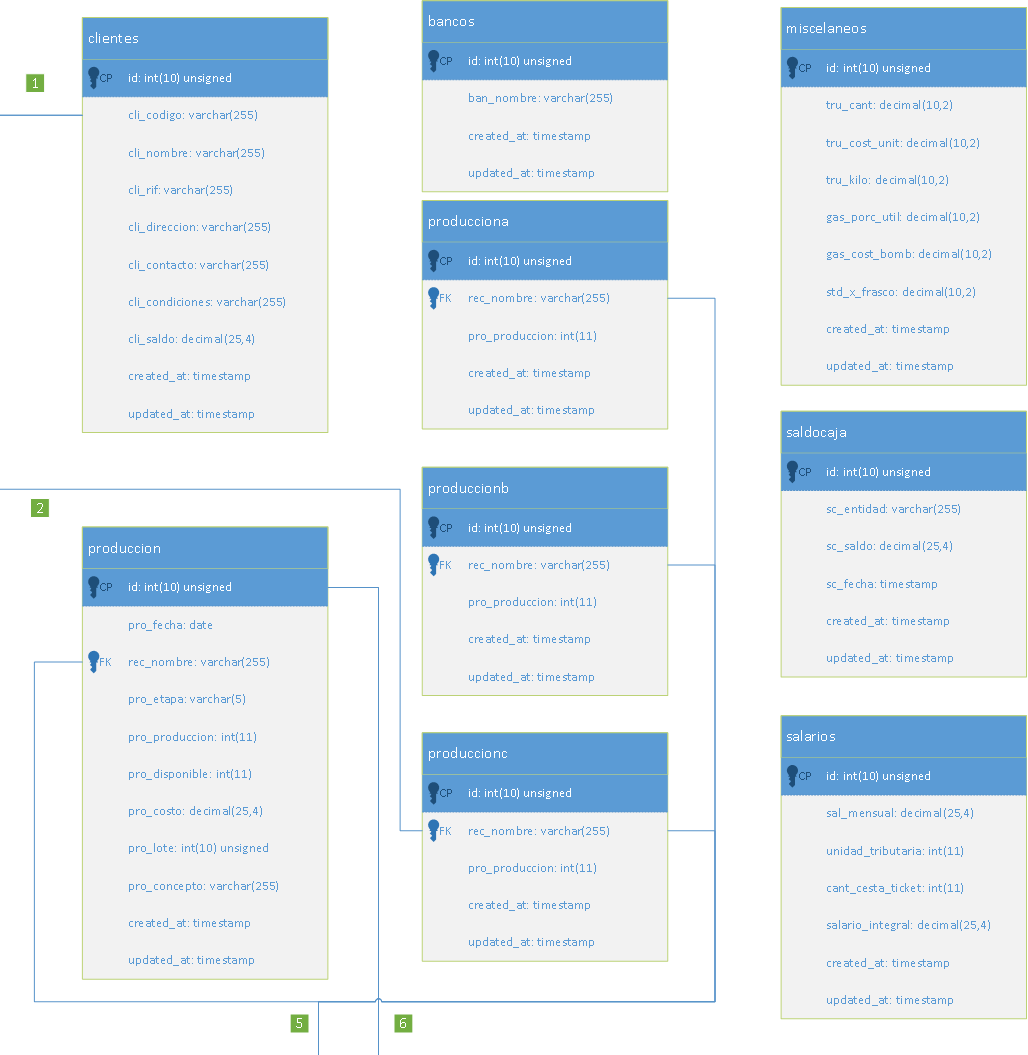 1
clientes
CP id: int(10) unsigned
cli_codigo: varchar(255)
cli_nombre: varchar(255)
cli_rif: varchar(255)
cli_direccion: varchar(255)
cli_contacto: varchar(255)
cli_condiciones: varchar(255)
cli_saldo: decimal(25,4)
created_at: timestamp
updated_at: timestamp
2
produccion
CP id: int(10) unsigned
pro_fecha: date
FK rec_nombre: varchar(255)
pro_etapa: varchar(5)
pro_produccion: int(11)
pro_disponible: int(11)
pro_costo: decimal(25,4)
pro_lote: int(10) unsigned
pro_concepto: varchar(255)
created_at: timestamp
updated_at: timestamp
bancos
CP id: int(10) unsigned
ban_nombre: varchar(255)
created_at: timestamp
updated_at: timestamp
producciona
CP id: int(10) unsigned
FK rec_nombre: varchar(255)
pro_produccion: int(11)
created_at: timestamp
updated_at: timestamp
produccionb
CP id: int(10) unsigned
FK rec_nombre: varchar(255)
pro_produccion: int(11)
created_at: timestamp
updated_at: timestamp
produccionc
CP id: int(10) unsigned
FK rec_nombre: varchar(255)
pro_produccion: int(11)
created_at: timestamp
updated_at: timestamp
5
6
miscelaneos
CP id: int(10) unsigned
tru_cant: decimal(10,2)
tru_cost_unit: decimal(10,2)
tru_kilo: decimal(10,2)
gas_porc_util: decimal(10,2)
gas_cost_bomb: decimal(10,2)
std_x_frasco: decimal(10,2)
created_at: timestamp
updated_at: timestamp
saldocaja
CP id: int(10) unsigned
sc_entidad: varchar(255)
sc_saldo: decimal(25,4)
sc_fecha: timestamp
created_at: timestamp
updated_at: timestamp
salarios
CP id: int(10) unsigned
sal_mensual: decimal(25,4)
unidad_tributaria: int(11)
cant_cesta_ticket: int(11)
salario_integral: decimal(25,4)
created_at: timestamp
updated_at: timestamp